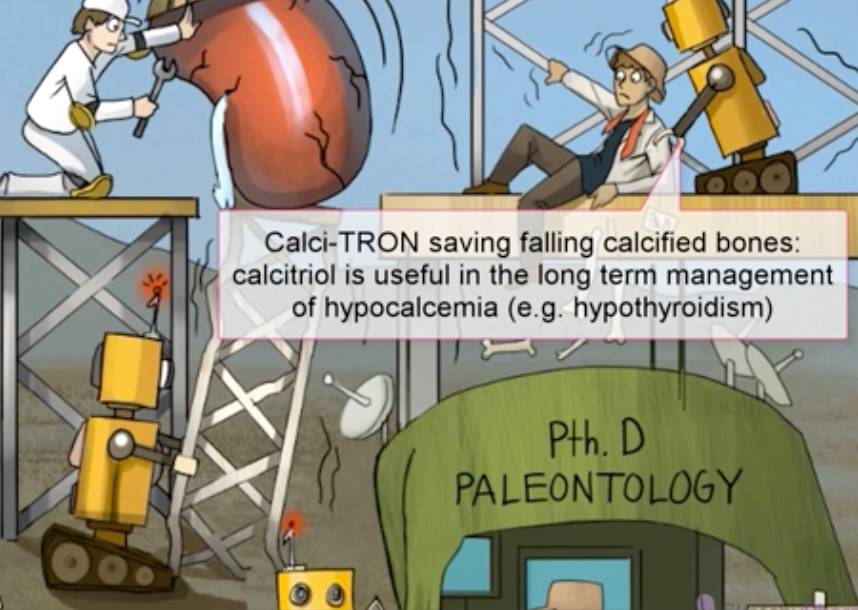 Calci-TRON saving falling calcified bones:
calcitriol is useful in the long term management
of hypocalcemia (e.g. hypothyroidism)
Pth. D
PALEONTOLOGY